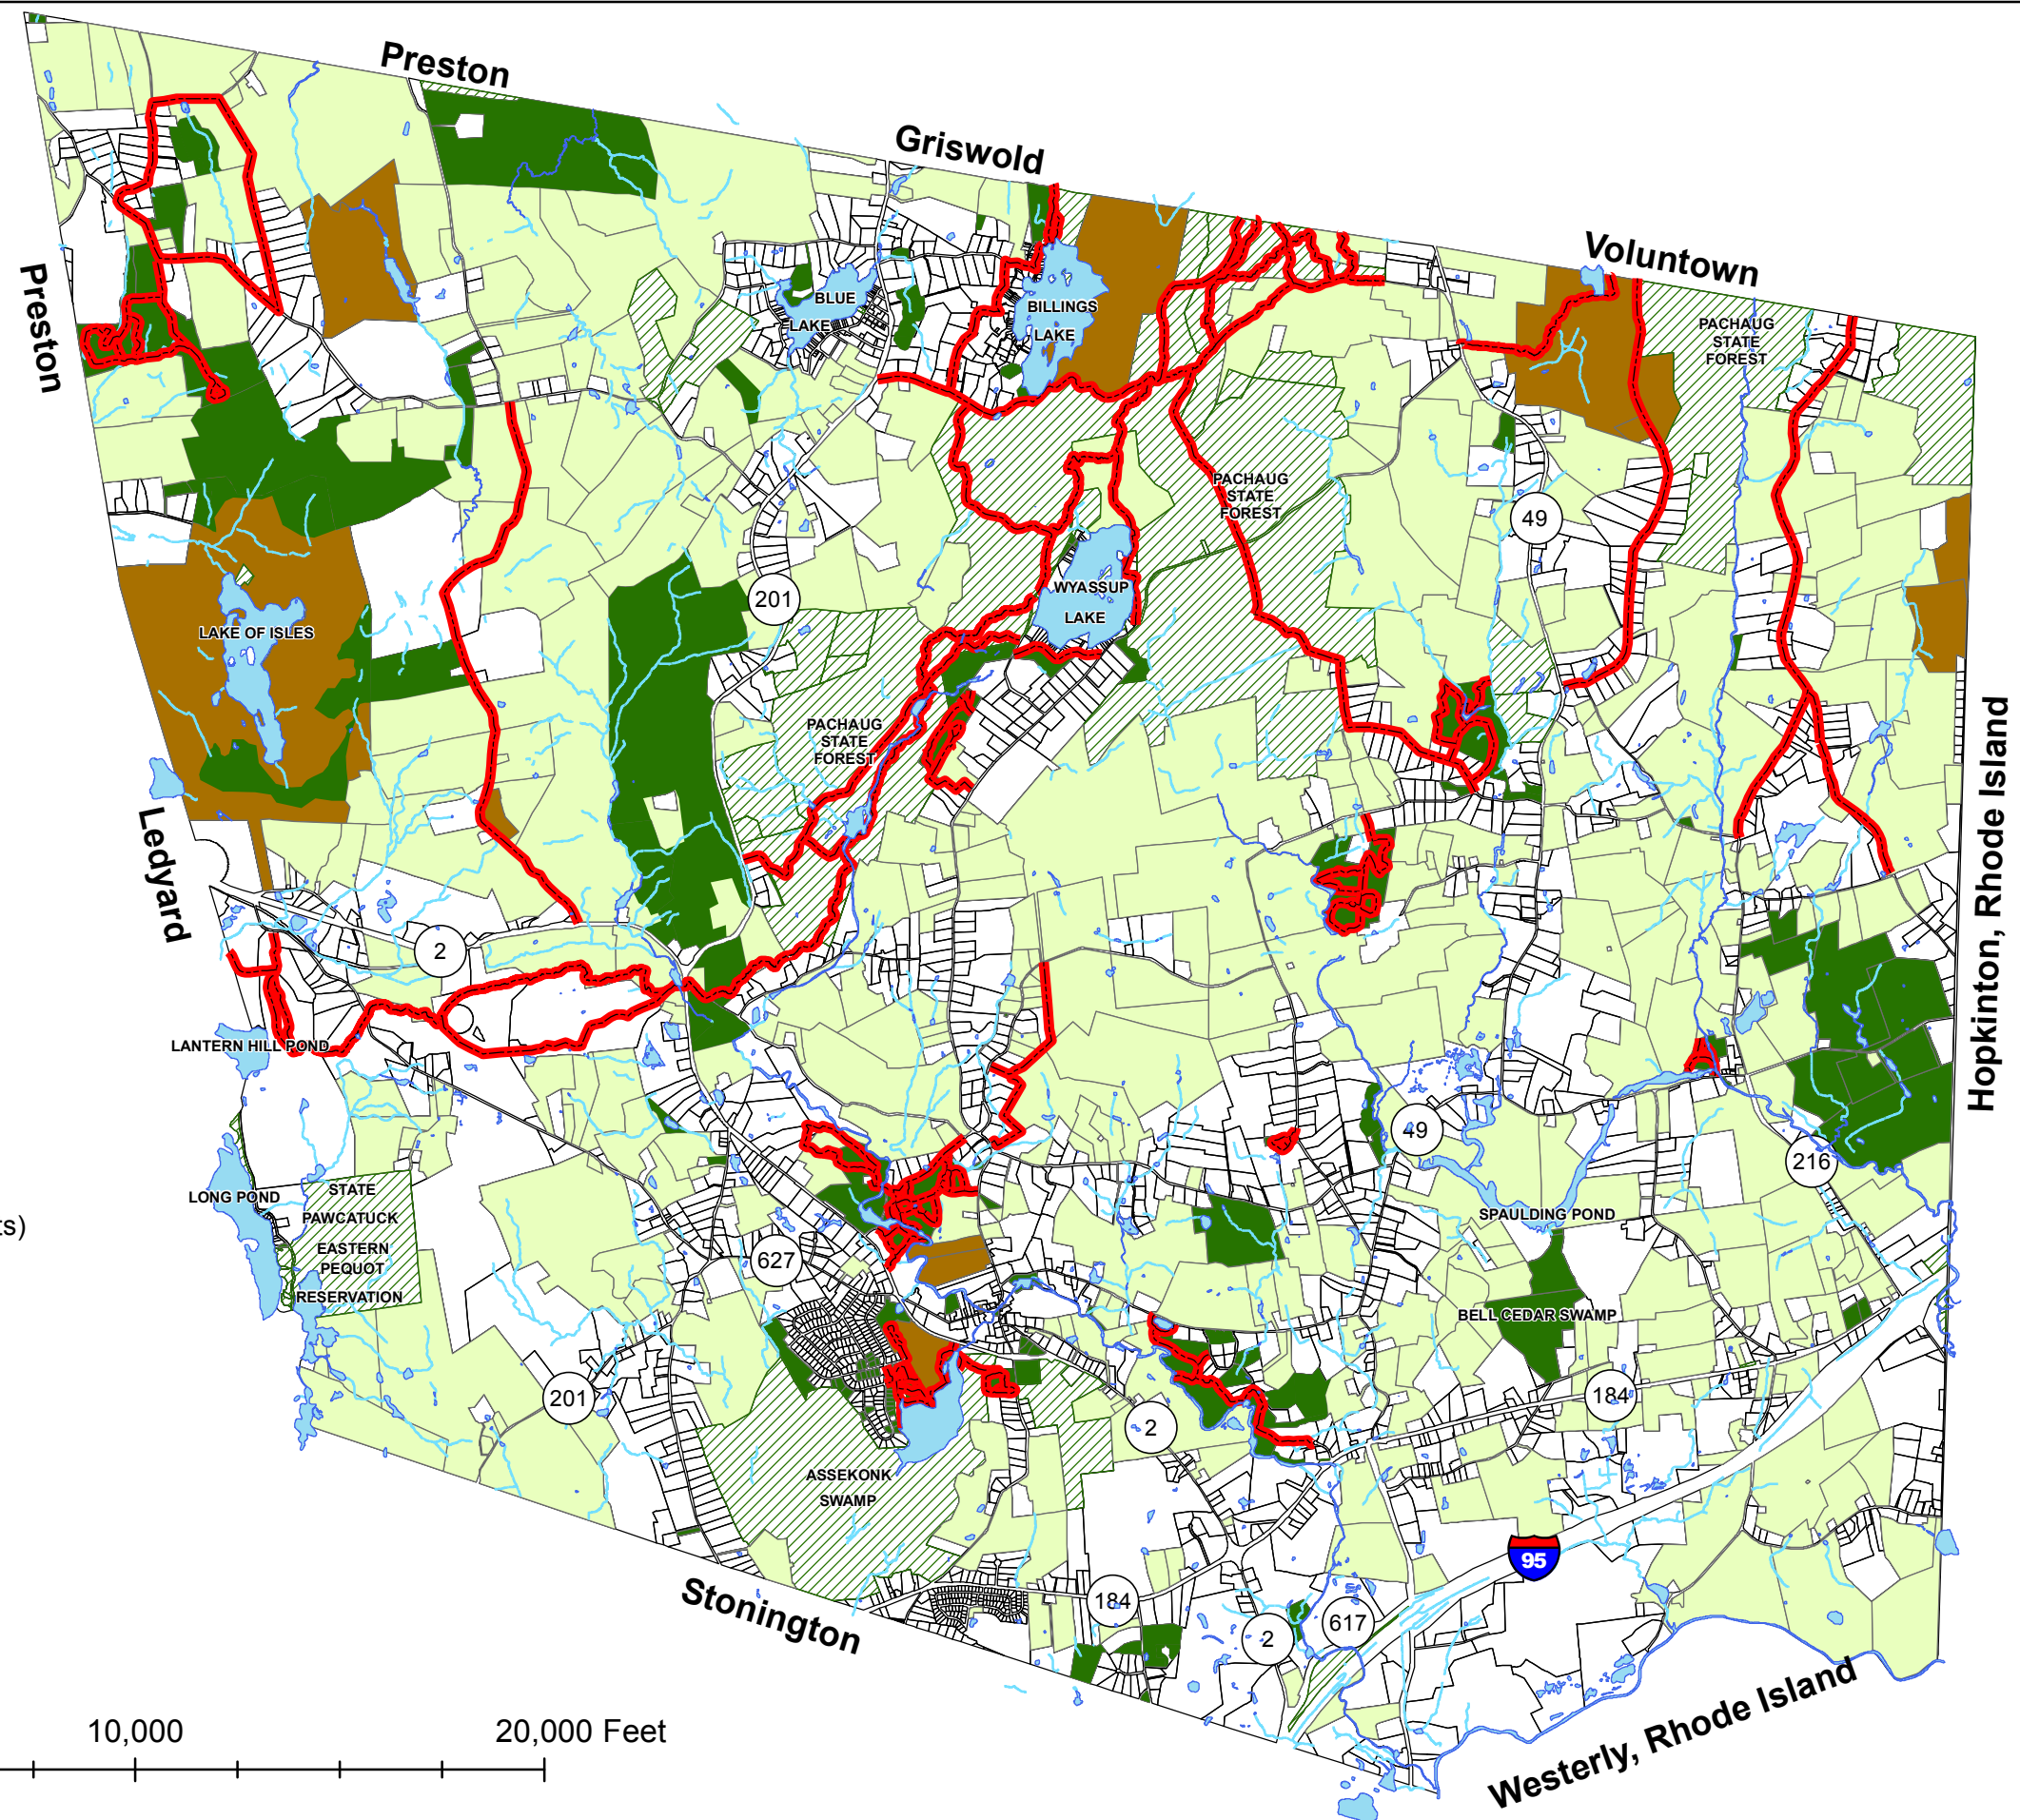 Preston
Griswold
Voluntown
Preston
BLUE
LAKE
BILLINGS
LAKE
PACHAUG
STATE
FOREST
PACHAUG
STATE
FOREST
49
201
WYASSUP
LAKE
LAKE OF ISLES
PACHAUG
STATE
FOREST
Ledyard
Hopkinton, Rhode Island
2
LANTERN HILL POND
49
216
LONG POND
STATE
PAWCATUCK
EASTERN
PEQUOT
RESERVATION
SPAULDING POND
ts)
627
BELL CEDAR SWAMP
201
184
2
ASSEKONK
SWAMP
95
Stonington
184
617
2
Westerly, Rhode Island
10,000
20,000 Feet